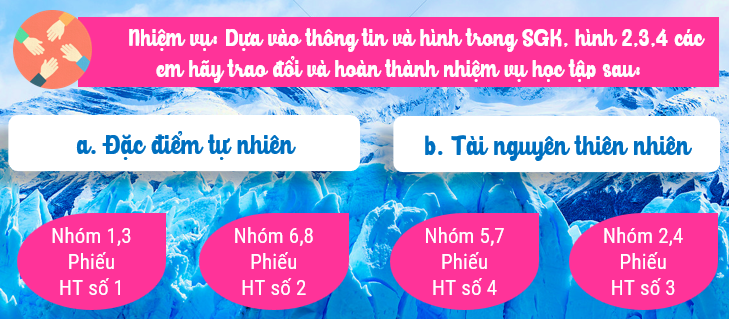 Nhiệm vụ: Dựa vào thông tin và hình trong SGK, hình 2,3,4 các
em hãy trao đổi và hoàn thành nhiệm vụ học tập sau:
a. Đặc điểm tự nhiên
b. Tài nguyên thiên nhiên
Nhóm 1,3
Phiếu
HT số 1
Nhóm 6,8
Phiếu
HT số 2
Nhóm 5,7
Phiếu
HT số 4
Nhóm 2,4
Phiếu
HT số 3